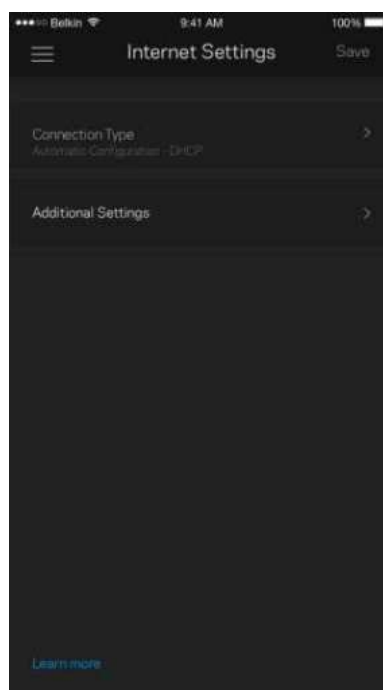 Belkin 9:41 AM 100%
Internet Settings Save
Connection Type
Automatic Configuration - DHCP
Additional Settings
Learn more